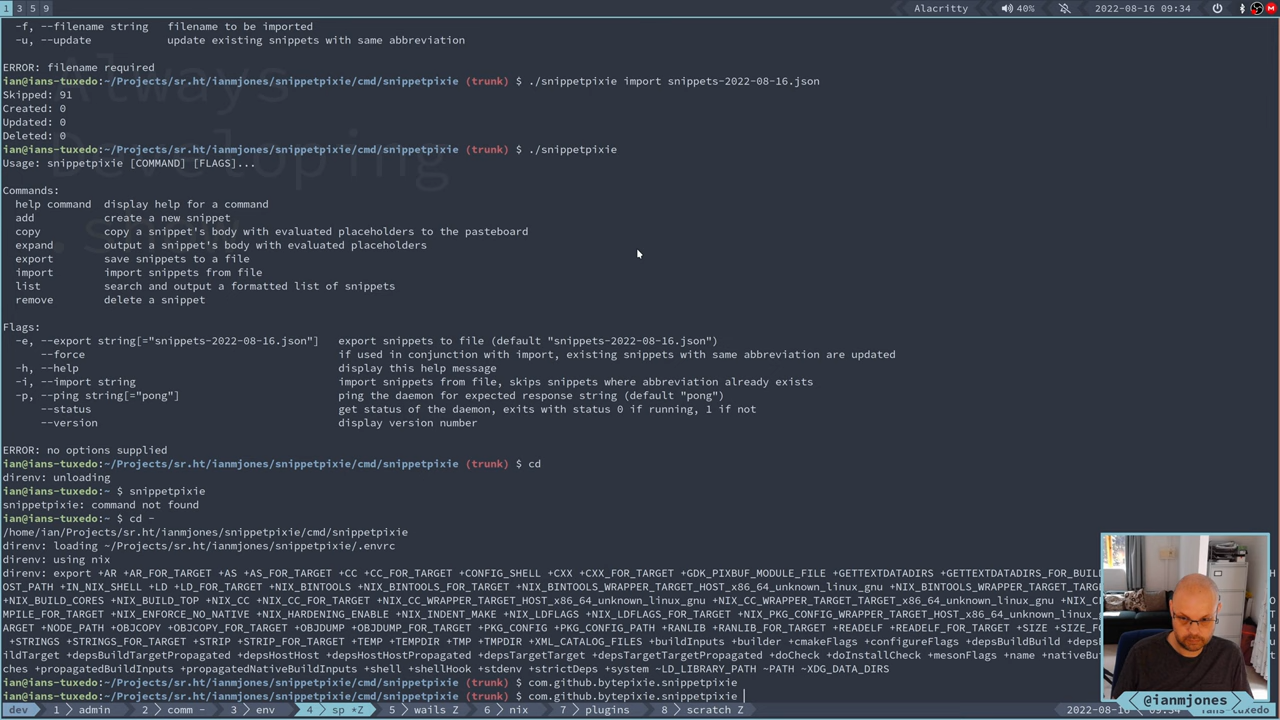 1 3 5 9
Alacritty 40% 2022-08-16 09:34
-f, --filename string filename to be imported
-u, --update update existing snippets with same abbreviation
ERROR: filename required
ian@ians-tuxedo:~/Projects/sr.ht/ianmjones/snippetpixie/cmd/snippetpixie (trunk) $ ./snippetpixie import snippets-2022-08-16.json
Skipped: 91
Created: 0
Updated: 0
Deleted: 0
ian@ians-tuxedo:~/Projects/sr.ht/ianmjones/snippetpixie/cmd/snippetpixie (trunk) $ ./snippetpixie
Usage: snippetpixie [COMMAND] [FLAGS]...
Always
Developing
Commands:
help command display help for a command
add create a new snippet
copy copy a snippet's body with evaluated placeholders to the pasteboard
expand output a snippet's body with evaluated placeholders
export save snippets to a file
import import snippets from file
list search and output a formatted list of snippets
remove delete a snippet
Flags:
-e, --export string[="snippets-2022-08-16.json"] export snippets to file (default "snippets-2022-08-16.json")
--force if used in conjunction with import, existing snippets with same abbreviation are updated
-h, --help display this help message
-i, --import string import snippets from file, skips snippets where abbreviation already exists
-p, --ping string[="pong"] ping the daemon for expected response string (default "pong")
--status get status of the daemon, exits with status 0 if running, 1 if not
--version display version number
ERROR: no options supplied
ian@ians-tuxedo:~/Projects/sr.ht/ianmjones/snippetpixie/cmd/snippetpixie (trunk) $ cd
direnv: unloading
ian@ians-tuxedo:~ $ snippetpixie
snippetpixie: command not found
ian@ians-tuxedo:~ $ cd -
/home/ian/Projects/sr.ht/ianmjones/snippetpixie/cmd/snippetpixie
direnv: loading ~/Projects/sr.ht/ianmjones/snippetpixie/.envrc
direnv: using nix
direnv: export +AR +AR_FOR_TARGET +AS +AS_FOR_TARGET +CC +CC_FOR_TARGET +CONFIG_SHELL +CXX +CXX_FOR_TARGET +GDK_PIXBUF_MODULE_FILE +GETTEXTDATADIRS +GETTEXTDATADIRS_FOR_BUILD
OST_PATH +IN_NIX_SHELL +LD +LD_FOR_TARGET +NIX_BINTOOLS +NIX_BINTOOLS_FOR_TARGET +NIX_BINTOOLS_WRAPPER_TARGET_HOST_x86_64_unknown_linux_gnu +NIX_BINTOOLS_WRAPPER_TARGET
+NIX_BUILD_CORES +NIX_BUILD_TOP +NIX_CC +NIX_CC_FOR_TARGET +NIX_CC_WRAPPER_TARGET_HOST_x86_64_unknown_linux_gnu +NIX_CC_WRAPPER_TARGET_TARGET_x86_64_unknown_linux_gnu +NIX_C
MPILE_FOR_TARGET +NIX_ENFORCE_NO_NATIVE +NIX_HARDENING_ENABLE +NIX_INDENT_MAKE +NIX_LDFLAGS +NIX_LDFLAGS_FOR_TARGET +NIX_STORE +NM +NM_FOR_TARGET
ARGET +NODE_PATH +OBJCOPY +OBJCOPY_FOR_TARGET +OBJDUMP +OBJDUMP_FOR_TARGET +PKG_CONFIG +PKG_CONFIG_PATH +RANLIB +RANLIB_FOR_TARGET +READELF +READELF_FOR_TARGET +SIZE +SIZE_FO
+STRINGS +STRINGS_FOR_TARGET +STRIP +STRIP_FOR_TARGET +TEMP +TEMPDIR +TMP +TMPDIR +XML_CATALOG_FILES +buildInputs +builder +cmakeFlags +configureFlags +depsBuildBuild +depsB
ildTarget +depsBuildTargetPropagated +depsHostHost +depsHostHostPropagated +depsTargetTarget +depsTargetTargetPropagated +doCheck +doInstallCheck +mesonFlags +name +nativeBu
ches +propagatedBuildInputs +propagatedNativeBuildInputs +shell +shellHook +stdenv +strictDeps +system ~LD_LIBRARY_PATH ~PATH ~XDG_DATA_DIRS
ian@ians-tuxedo:~/Projects/sr.ht/ianmjones/snippetpixie/cmd/snippetpixie (trunk) $ com.github.bytepixie.snippetpixie
ian@ians-tuxedo:~/Projects/sr.ht/ianmjones/snippetpixie/cmd/snippetpixie (trunk) $ com.github.bytepixie.snippetpixie
@ianmjones
dev 1 admin 2 comm - 3 env 4 sp *Z 5 wails Z 6 nix 7 plugins 8 scratch Z 2022-08-16 09:34 ians-tuxedo